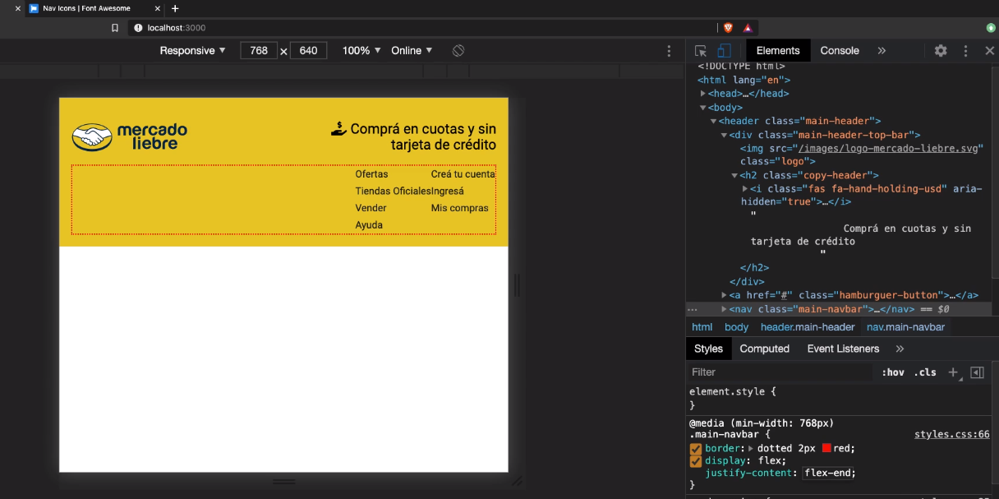 Nav Icons | Font Awesome
localhost:3000
Responsive ▼ 768 × 640 100% ▼ Online ▼
Elements Console »
<!DOCTYPE html>
<html lang="en">
<head>…</head>
<body>
<header class="main-header">
<div class="main-header-top-bar">
<img src="/images/logo-mercado-liebre.svg"
class="logo">
<h2 class="copy-header">
<i class="fas fa-hand-holding-usd" aria-
hidden="true">…</i>
"
Comprá en cuotas y sin
tarjeta de crédito
"
</h2>
</div>
<a href="#" class="hamburguer-button">…</a>
<nav class="main-navbar">…</nav> == $0
html body header.main-header nav.main-navbar
Styles Computed Event Listeners »
Filter :hov .cls +
element.style {
}
@media (min-width: 768px)
.main-navbar { styles.css:66
border: dotted 2px red;
display: flex;
justify-content: flex-end;
}
mercado
liebre
$
Comprá en cuotas y sin
tarjeta de crédito
Ofertas Creá tu cuenta
Tiendas Oficiales Ingresá
Vender Mis compras
Ayuda